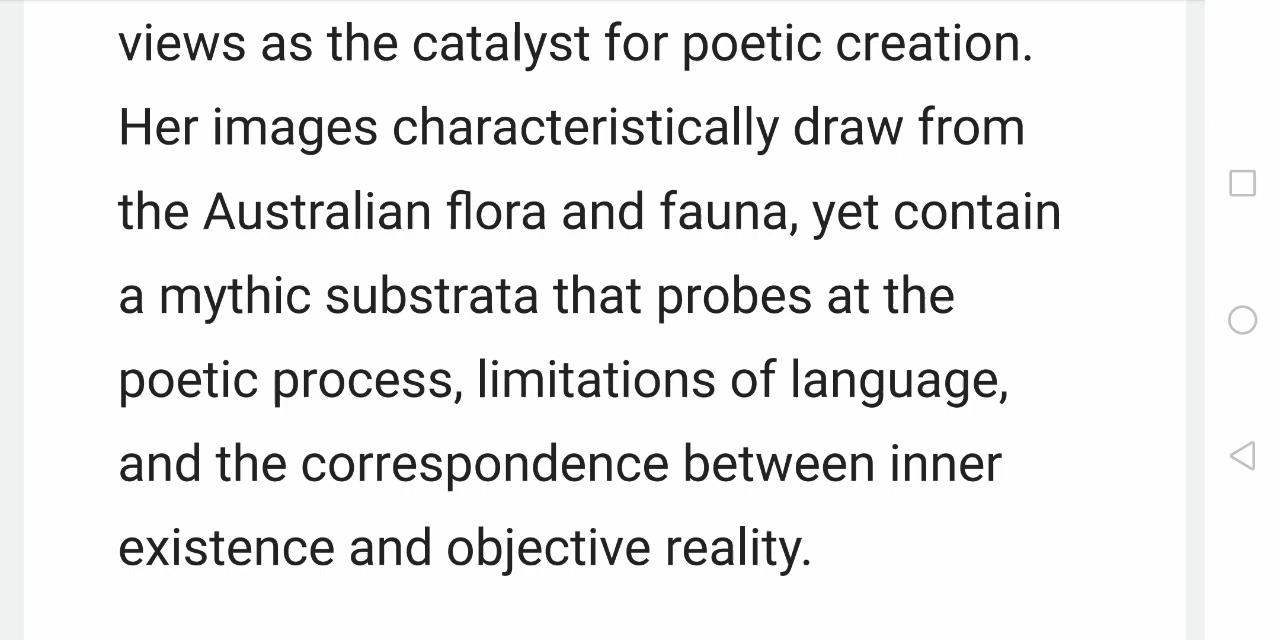 views as the catalyst for poetic creation.
Her images characteristically draw from
the Australian flora and fauna, yet contain
a mythic substrata that probes at the
poetic process, limitations of language,
and the correspondence between inner
existence and objective reality.